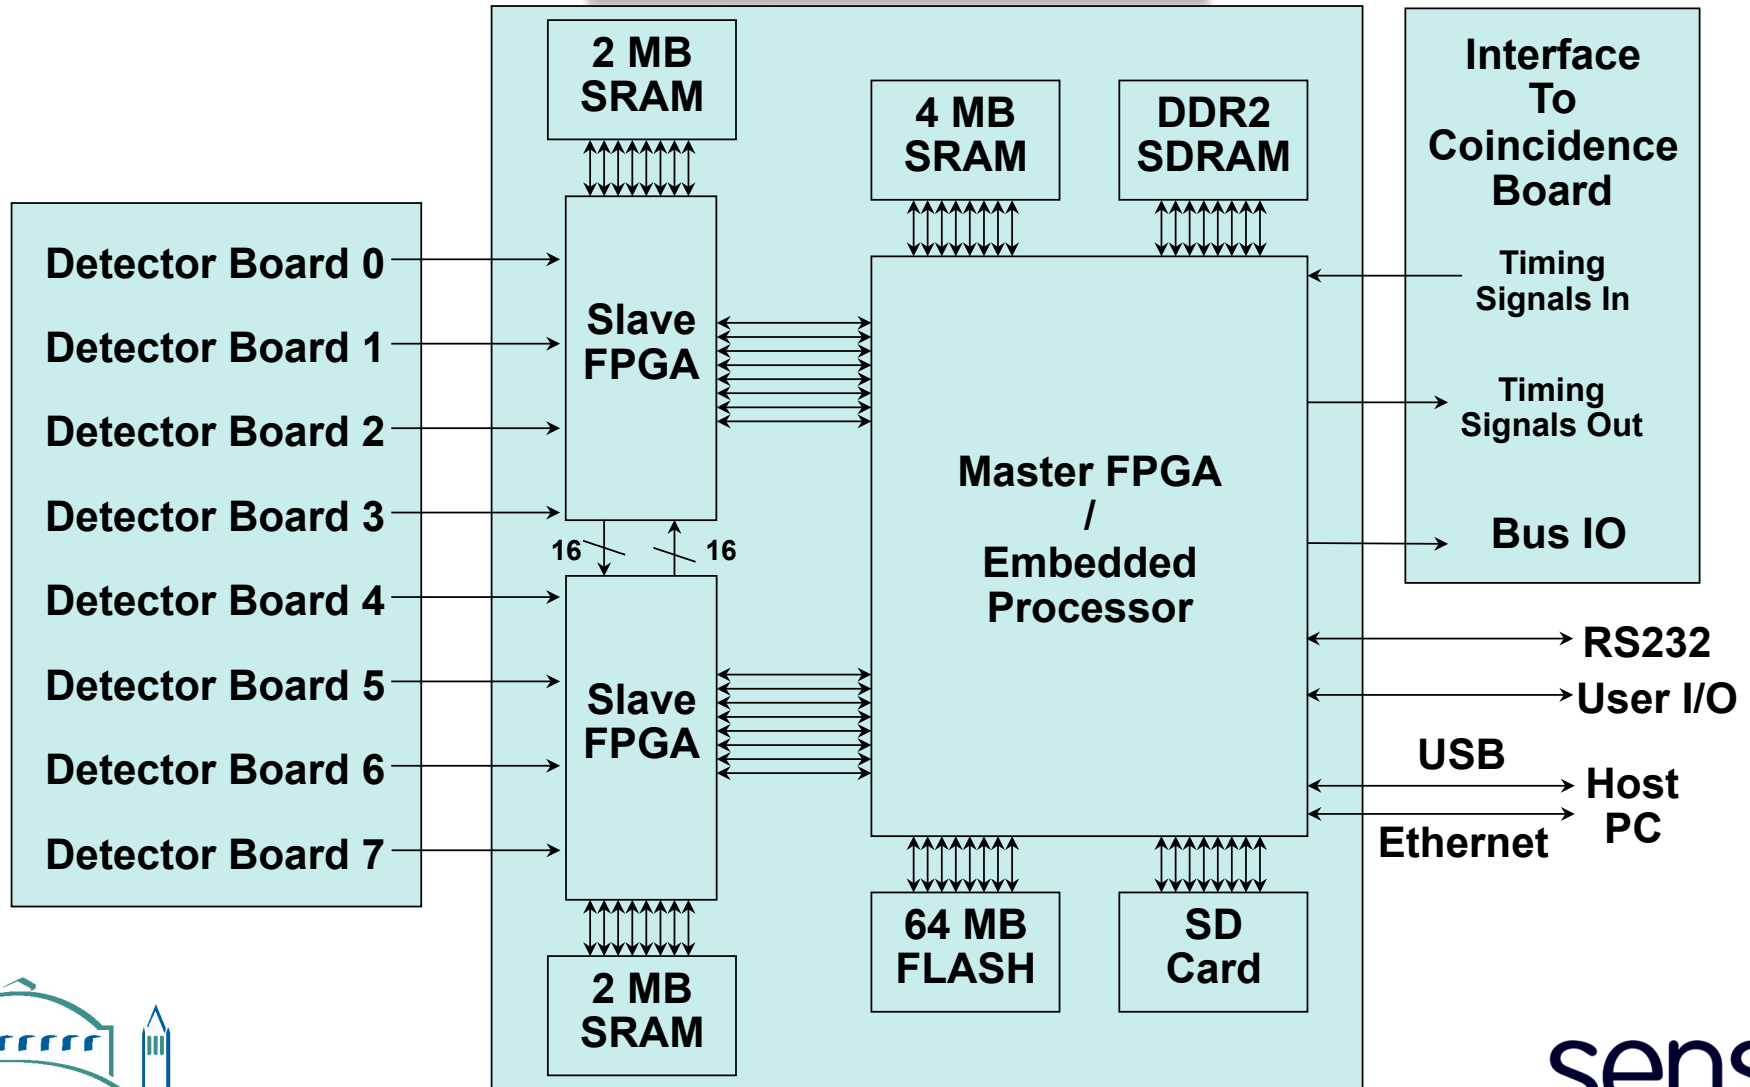 2 MB
SRAM
4 MB
SRAM
DDR2
SDRAM
Interface
To
Coincidence
Board
Timing
Signals In
Timing
Signals Out
Bus IO
Detector Board 0
Detector Board 1
Detector Board 2
Detector Board 3
Detector Board 4
Detector Board 5
Detector Board 6
Detector Board 7
Slave
FPGA
16
16
Slave
FPGA
Master FPGA
/
Embedded
Processor
RS232
User I/O
USB
Host
PC
Ethernet
2 MB
SRAM
64 MB
FLASH
SD
Card
sens